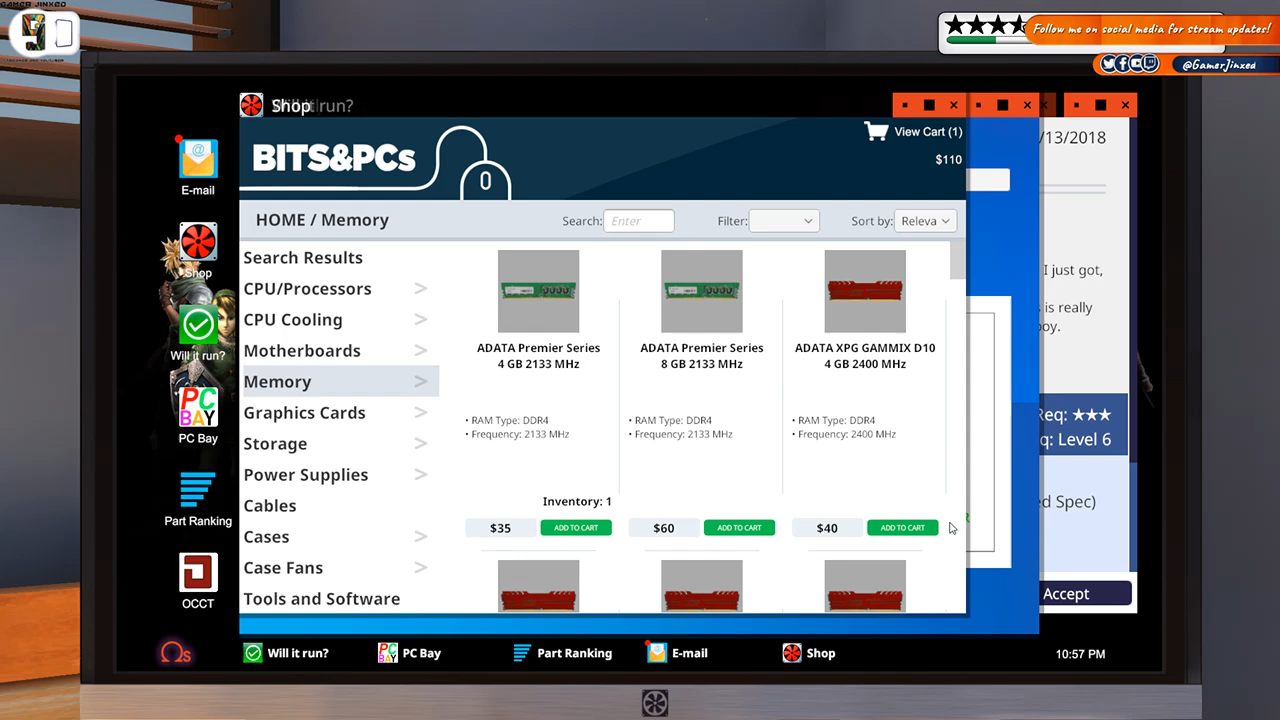 GAMER JINXED
Follow me on social media for stream updates!
@GamerJinxed
Shop
run?
View Cart (1)
$110
BITS&PCs
/13/2018
HOME / Memory
Search:
Enter
Filter:
Sort by:
Releva
E-mail
Shop
Will it run?
PC
BAY
PC Bay
Part Ranking
OCCT
Search Results
CPU/Processors >
CPU Cooling >
Motherboards >
Memory >
Graphics Cards >
Storage >
Power Supplies >
Cables
Cases >
Case Fans >
Tools and Software
ADATA Premier Series
4 GB 2133 MHz
• RAM Type: DDR4
• Frequency: 2133 MHz
Inventory: 1
$35
ADD TO CART
ADATA Premier Series
8 GB 2133 MHz
• RAM Type: DDR4
• Frequency: 2133 MHz
$60
ADD TO CART
ADATA XPG GAMMIX D10
4 GB 2400 MHz
• RAM Type: DDR4
• Frequency: 2400 MHz
$40
ADD TO CART
I just got,
s is really
boy.
Req: ★★★
q: Level 6
ed Spec)
Accept
Ωs
Will it run?
PC Bay
Part Ranking
E-mail
Shop
10:57 PM